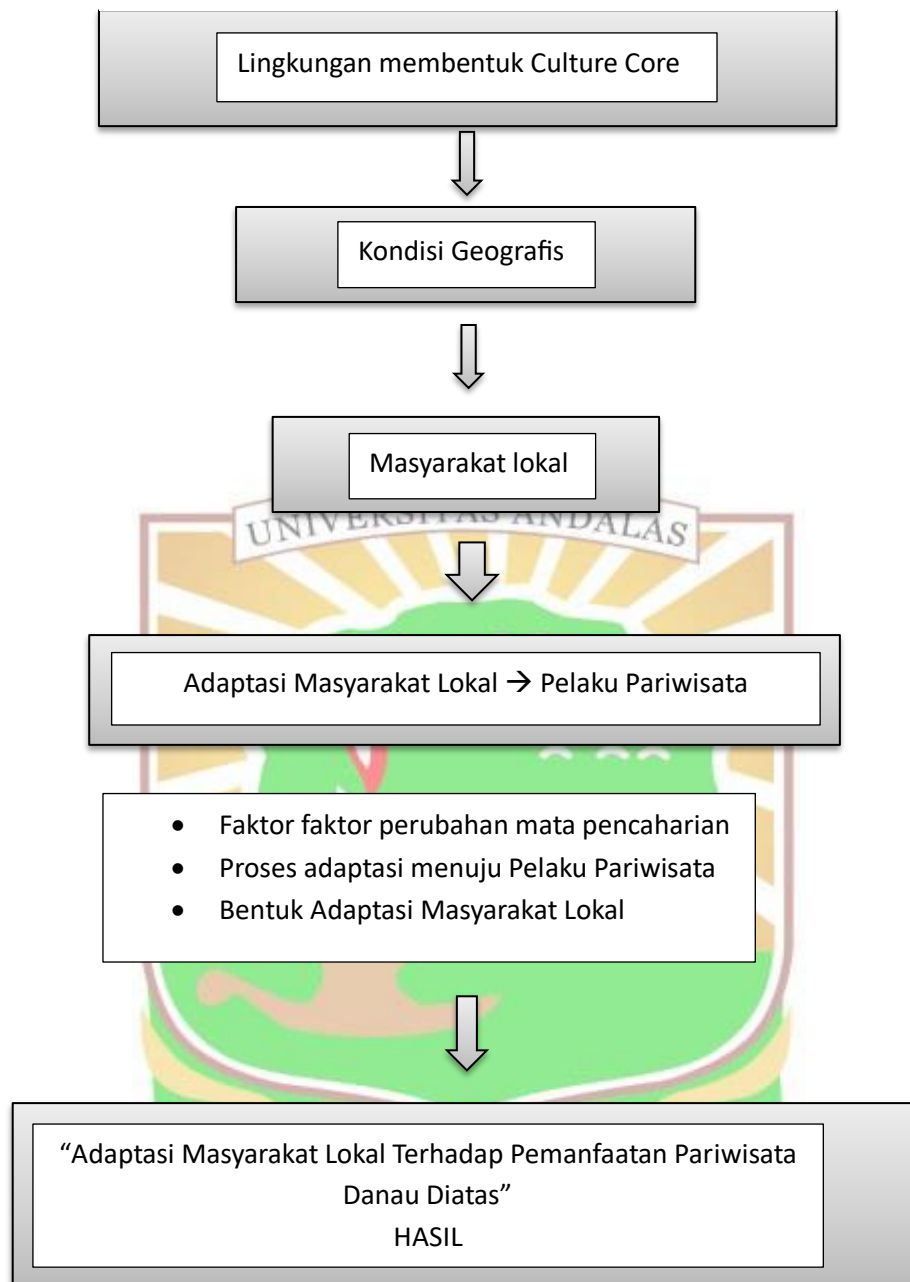 Lingkungan membentuk Culture Core
Kondisi Geografis
Masyarakat lokal
UNIVERSITAS ANDALAS
Adaptasi Masyarakat Lokal → Pelaku Pariwisata
• Faktor faktor perubahan mata pencaharian
• Proses adaptasi menuju Pelaku Pariwisata
• Bentuk Adaptasi Masyarakat Lokal
“Adaptasi Masyarakat Lokal Terhadap Pemanfaatan Pariwisata
Danau Diatas”
HASIL